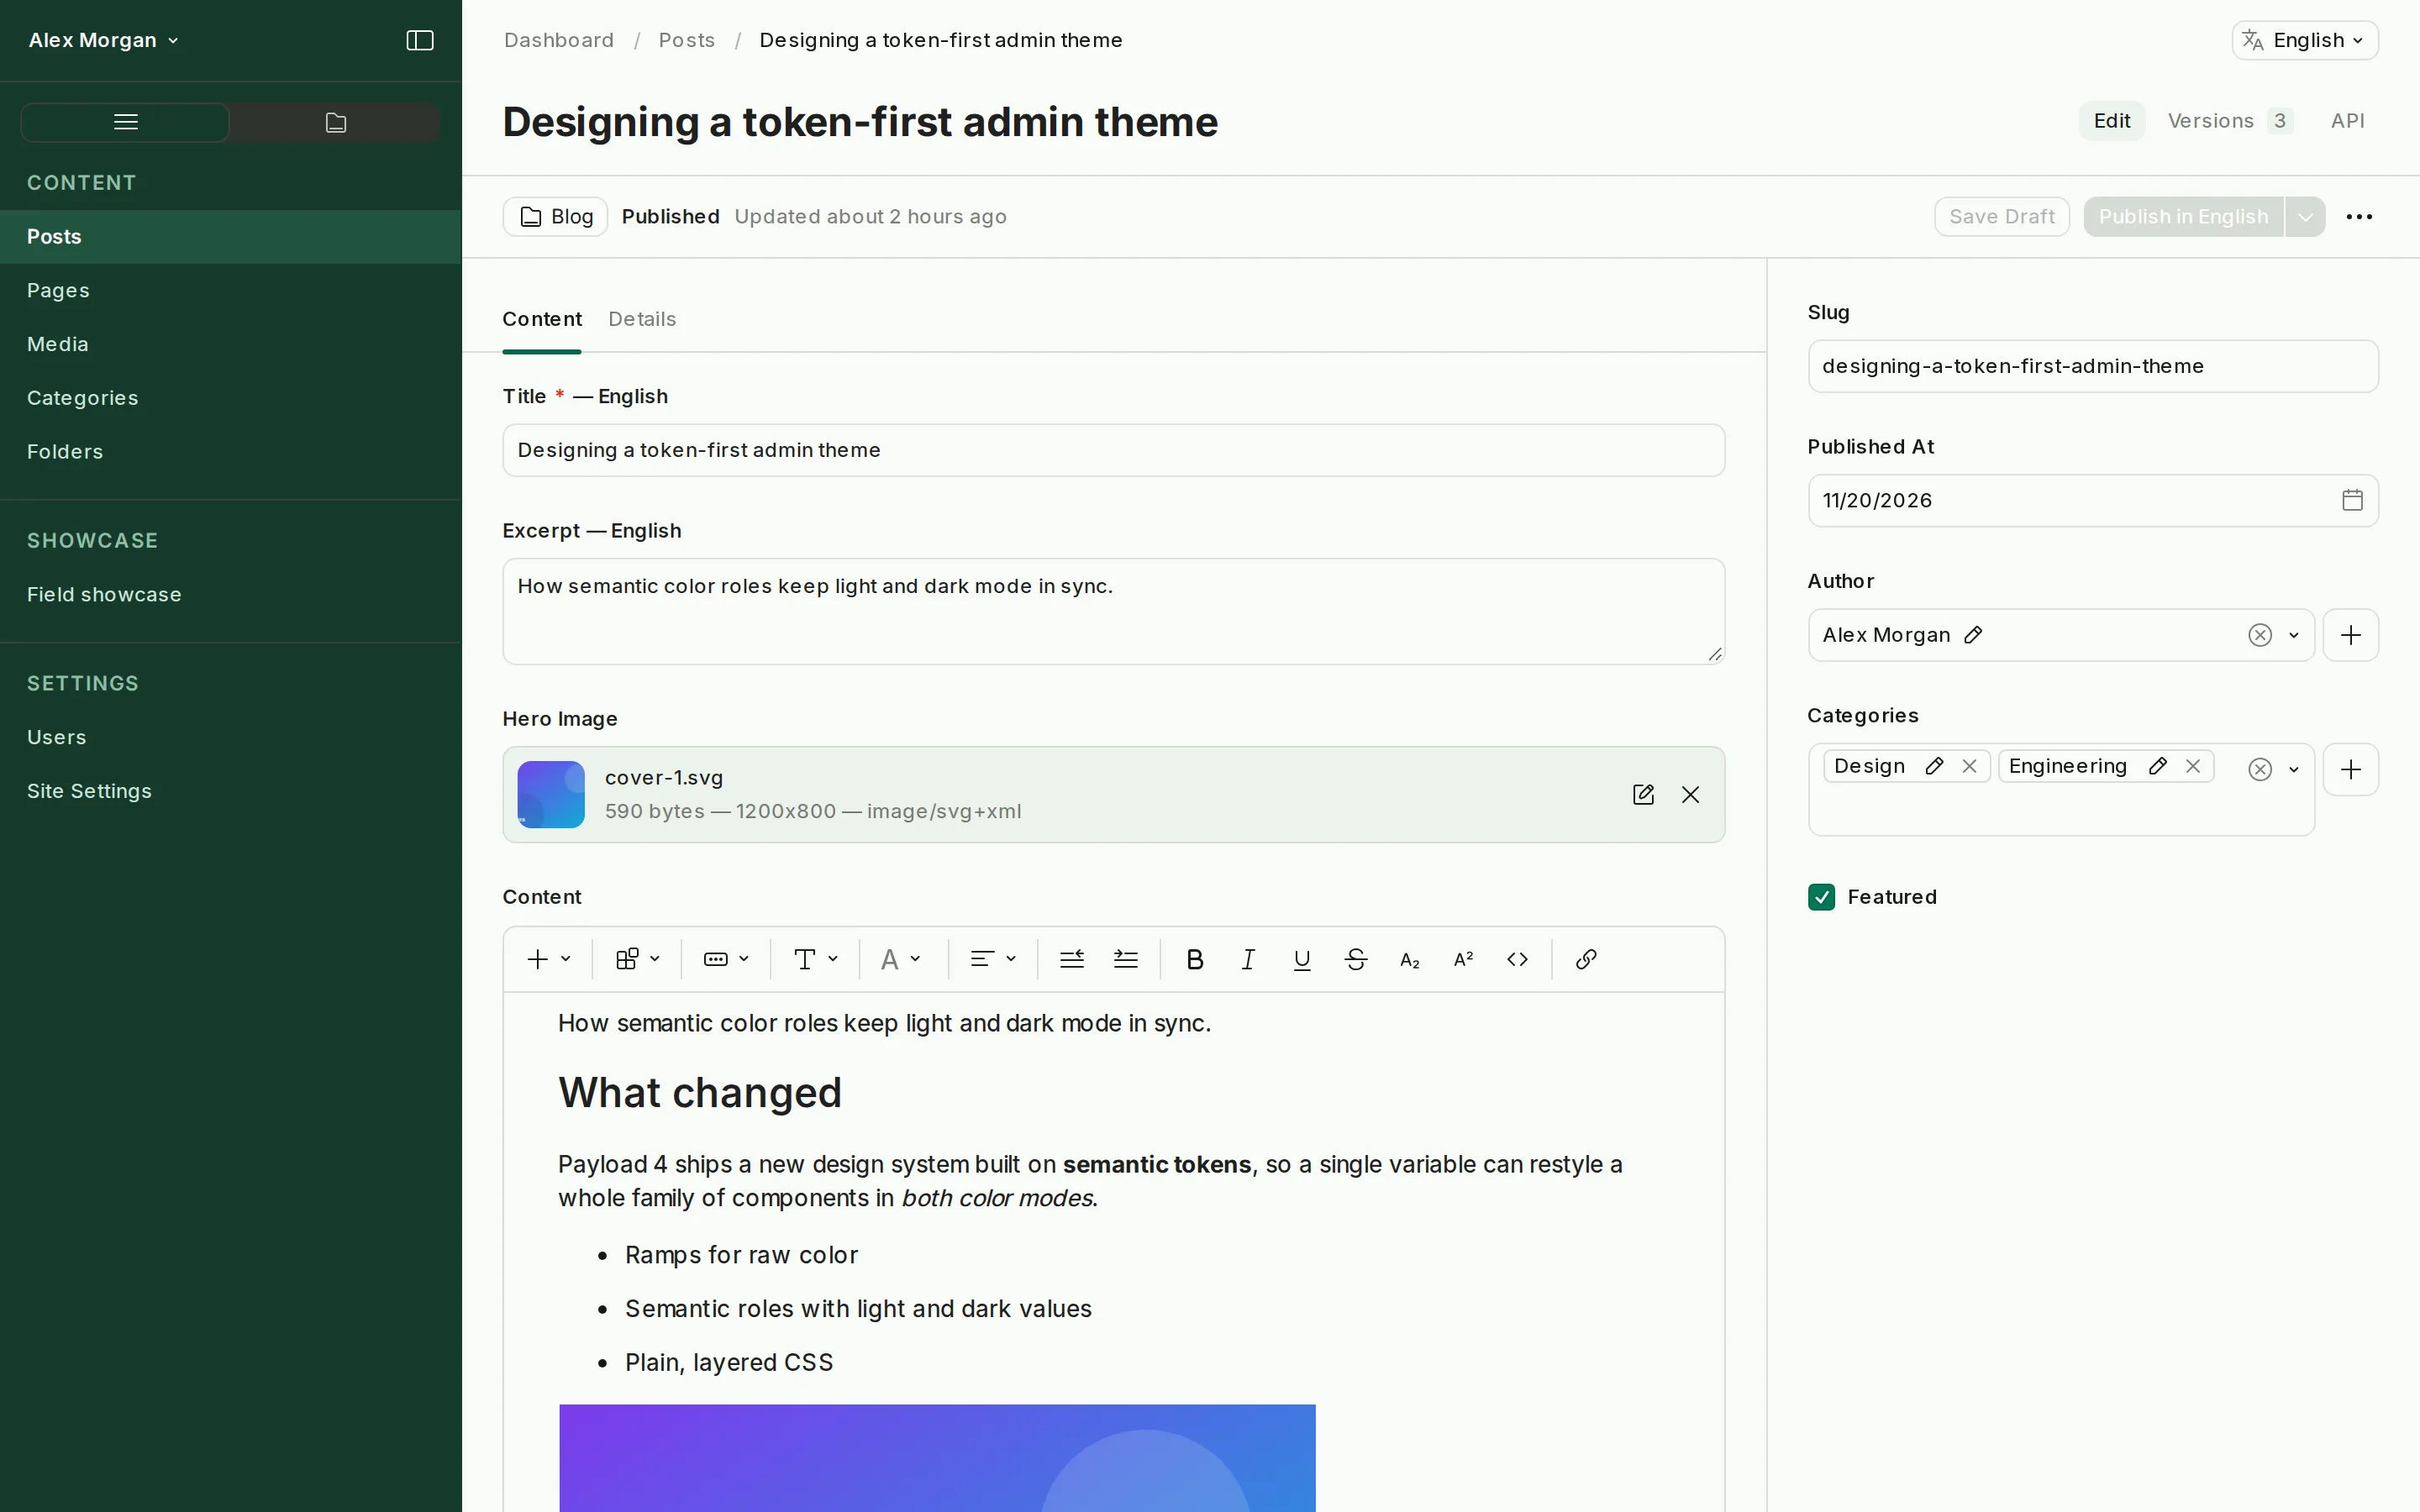 Alex Morgan
CONTENT
Posts
Pages
Media
Categories
Folders
SHOWCASE
Field showcase
SETTINGS
Users
Site Settings
Dashboard / Posts / Designing a token-first admin theme
English
Designing a token-first admin theme
Edit Versions 3 API
Blog Published Updated about 2 hours ago
Save Draft Publish in English
Content Details
Title * — English
Designing a token-first admin theme
Excerpt — English
How semantic color roles keep light and dark mode in sync.
Hero Image
cover-1.svg
590 bytes — 1200x800 — image/svg+xml
Content
How semantic color roles keep light and dark mode in sync.
What changed
Payload 4 ships a new design system built on semantic tokens, so a single variable can restyle a
whole family of components in both color modes.
• Ramps for raw color
• Semantic roles with light and dark values
• Plain, layered CSS
Slug
designing-a-token-first-admin-theme
Published At
11/20/2026
Author
Alex Morgan
Categories
Design Engineering
Featured